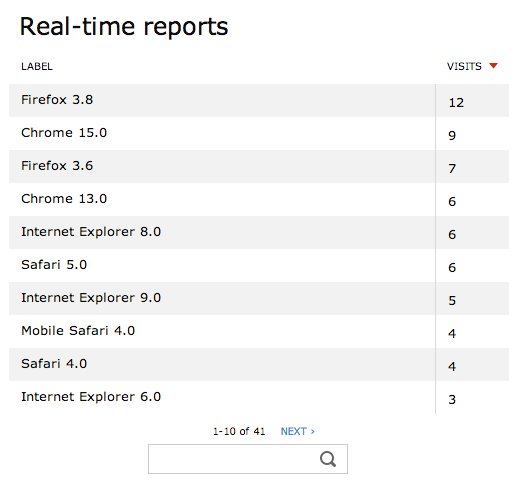 Real-time reports
LABEL VISITS
Firefox 3.8 12
Chrome 15.0 9
Firefox 3.6 7
Chrome 13.0 6
Internet Explorer 8.0 6
Safari 5.0 6
Internet Explorer 9.0 5
Mobile Safari 4.0 4
Safari 4.0 4
Internet Explorer 6.0 3
1-10 of 41 NEXT ›